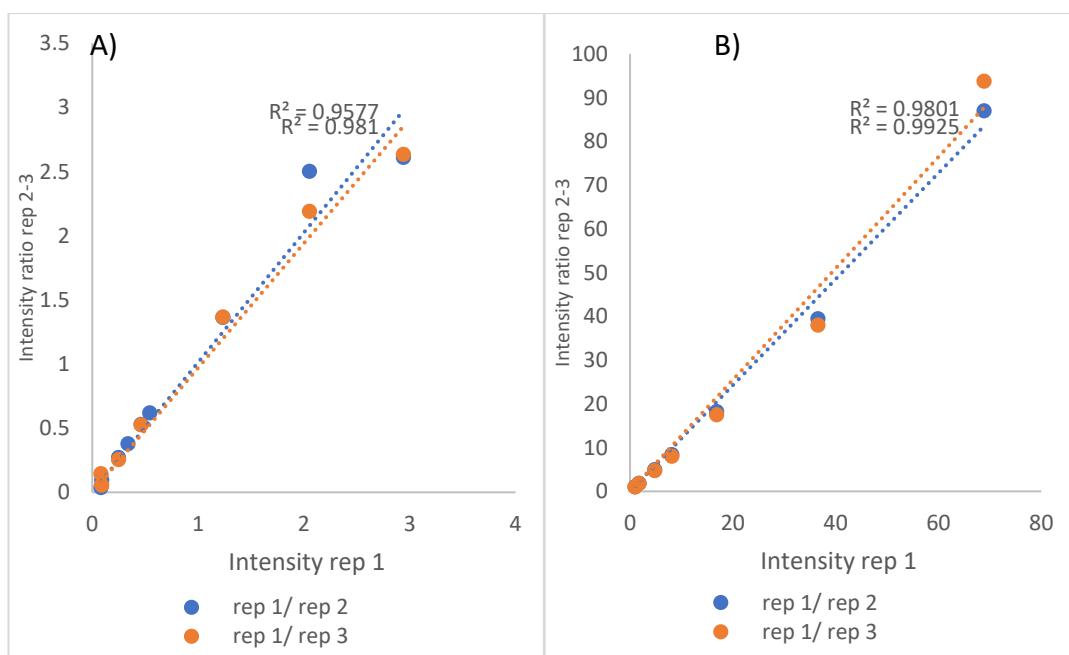 A)
3.5
3
2.5
2
1.5
1
0.5
0
R² = 0.9577
R² = 0.981
Intensity ratio rep 2-3
0 1 2 3 4
Intensity rep 1
rep 1/ rep 2
rep 1/ rep 3
B)
100
90
80
70
60
50
40
30
20
10
0
R² = 0.9801
R² = 0.9925
Intensity ratio rep 2-3
0 20 40 60 80
Intensity rep 1
rep 1/ rep 2
rep 1/ rep 3